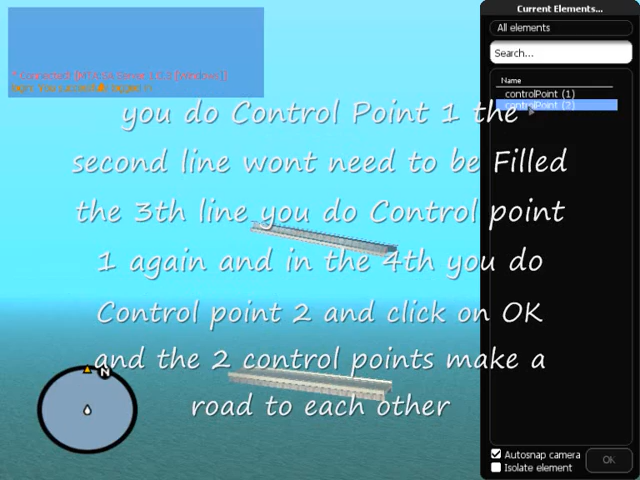 Current Elements...
All elements
Search...
Name
controlPoint (1)
controlPoint (2)
you do Control Point 1 the
second line wont need to be Filled
the 3th line you do Control point
1 again and in the 4th you do
Control point 2 and click on OK
and the 2 control points make a
road to each other
N
Autosnap camera
Isolate element
OK